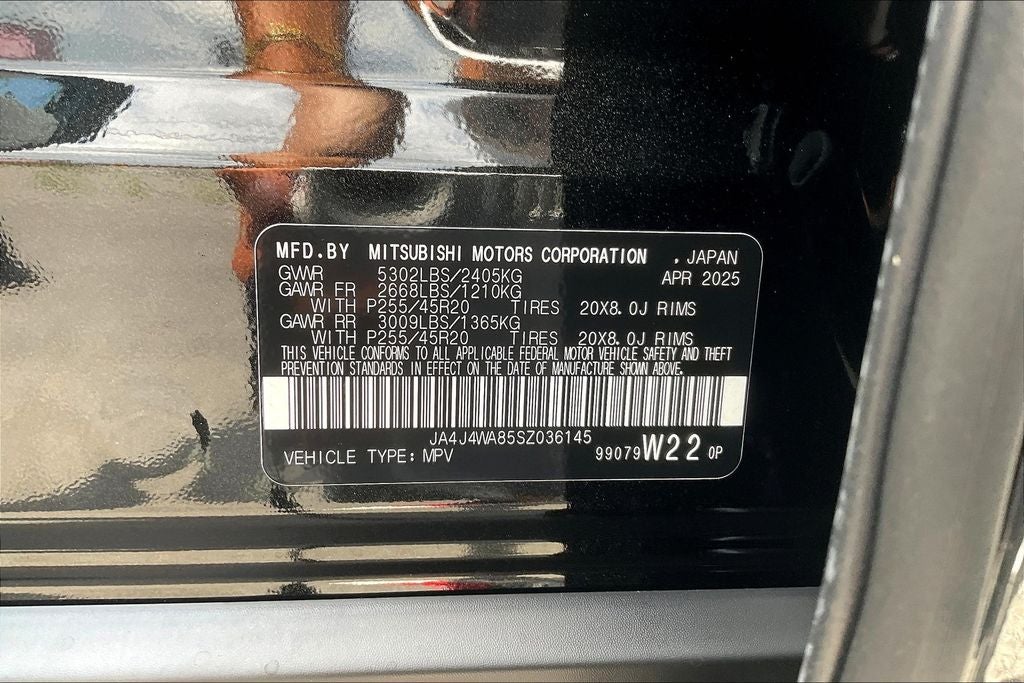 MFD.BY MITSUBISHI MOTORS CORPORATION , JAPAN
GVWR 5302LBS/2405KG APR 2025
GAWR FR 2668LBS/1210KG
WITH P255/45R20 TIRES 20X8.0J RIMS
GAWR RR 3009LBS/1365KG
WITH P255/45R20 TIRES 20X8.0J RIMS
THIS VEHICLE CONFORMS TO ALL APPLICABLE FEDERAL MOTOR VEHICLE SAFETY AND THEFT
PREVENTION STANDARDS IN EFFECT ON THE DATE OF MANUFACTURE SHOWN ABOVE.
JA4J4WA85SZ036145
VEHICLE TYPE: MPV 99079 W22 0P